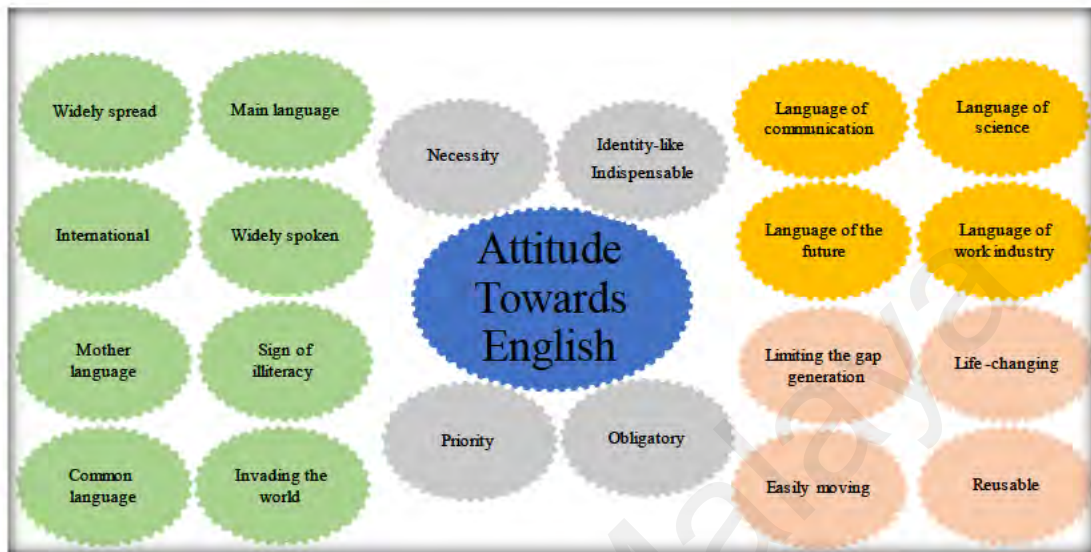 Widely spread
Main language
International
Widely spoken
Mother
language
Sign of
illiteracy
Common
language
Invading the
world
Necessity
Identity-like
Indispensable
Attitude
Towards
English
Priority
Obligatory
Language of
communication
Language of
science
Language of the
future
Language of
work industry
Limiting the gap
generation
Life -changing
Easily moving
Reusable
Malaya